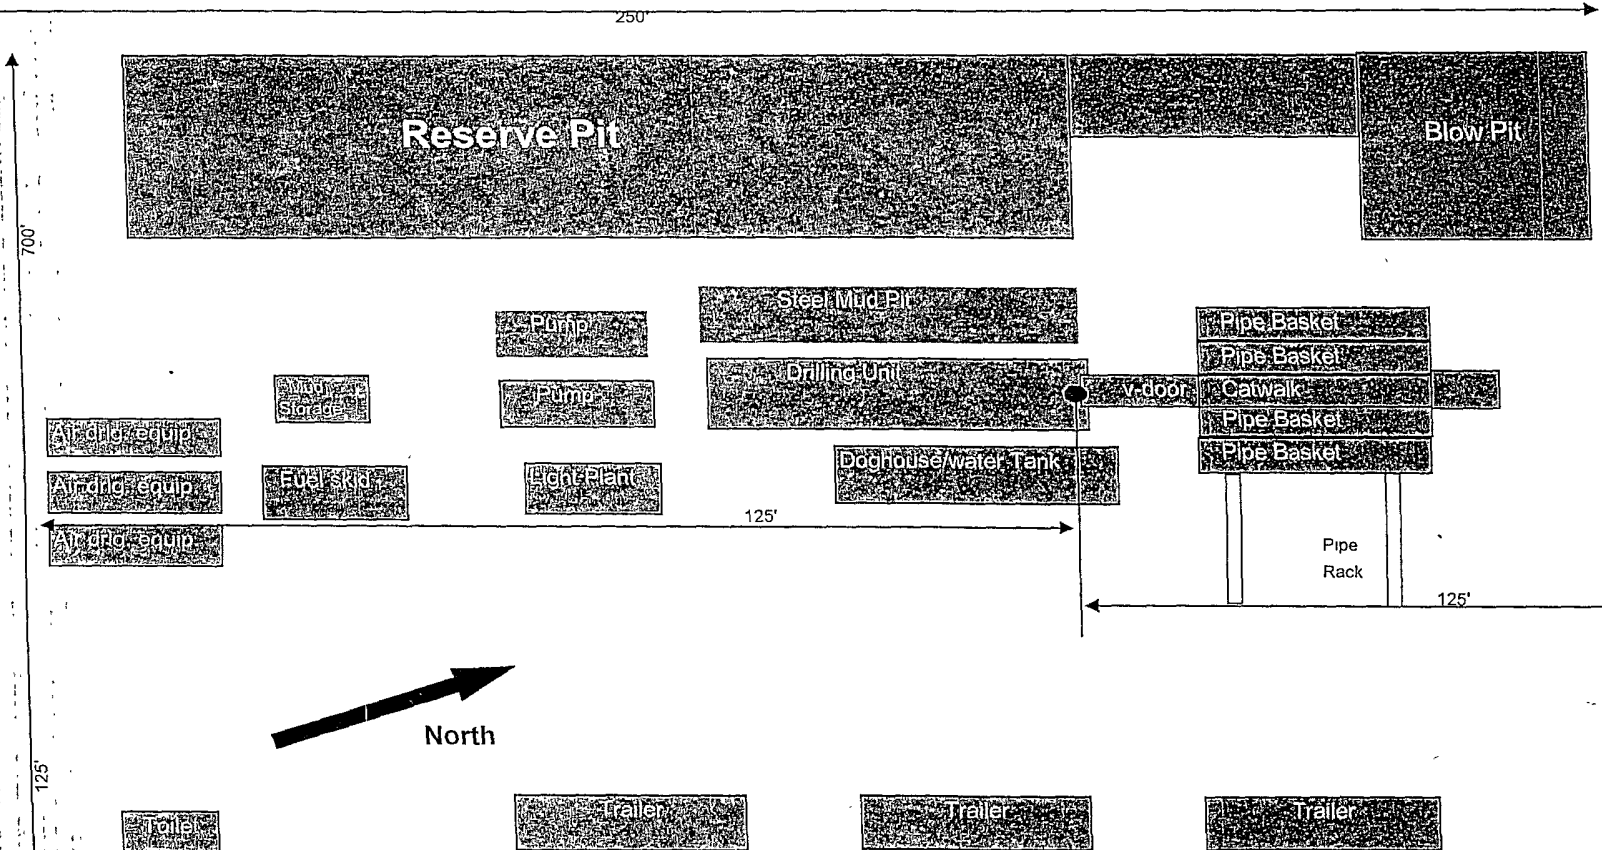 250'
Reserve Pit
Blow Pit
700'
Steel Mud Pit
Pump
Pipe Basket
Pipe Basket
Drilling Unit
Mud
Storage
Pump
v-door
Catwalk
Pipe Basket
Air drlg. equip
Pipe Basket
Doghouse/water Tank
Air drlg. equip
Fuel skid
Light Plant
125'
Air drlg. equip
Pipe
Rack
125'
North
125'
Trailer
Trailer
Trailer
Toilet